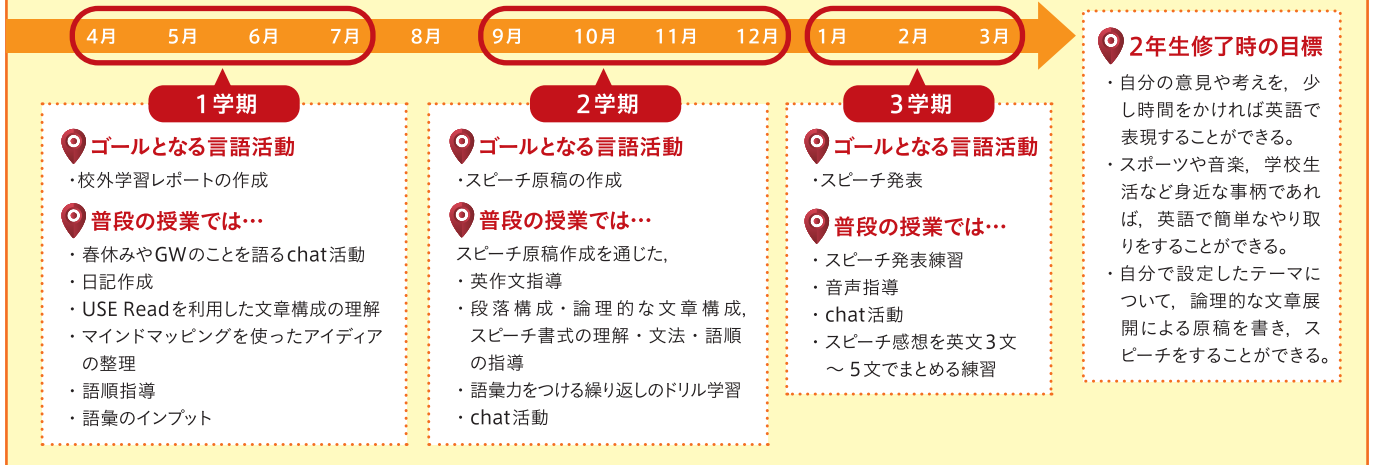 4月 5月 6月 7月 8月 9月 10月 11月 12月 1月 2月 3月
1学期
ゴールとなる言語活動
・校外学習レポートの作成
普段の授業では…
・春休みやGWのことを語るchat活動
・日記作成
・USE Readを利用した文章構成の理解
・マインドマッピングを使ったアイディア
の整理
・語順指導
・語彙のインプット
2学期
ゴールとなる言語活動
・スピーチ原稿の作成
普段の授業では…
スピーチ原稿作成を通じた，
・英作文指導
・段落構成・論理的な文章構成，
スピーチ書式の理解・文法・語順
の指導
・語彙力をつける繰り返しのドリル学習
・chat活動
3学期
ゴールとなる言語活動
・スピーチ発表
普段の授業では…
・スピーチ発表練習
・音声指導
・chat活動
・スピーチ感想を英文3文
～5文でまとめる練習
2年生修了時の目標
・自分の意見や考えを，少
し時間をかければ英語で
表現することができる。
・スポーツや音楽，学校生
活など身近な事柄であれ
ば，英語で簡単なやり取
りをすることができる。
・自分で設定したテーマに
ついて，論理的な文章展
開による原稿を書き，ス
ピーチをすることができる。